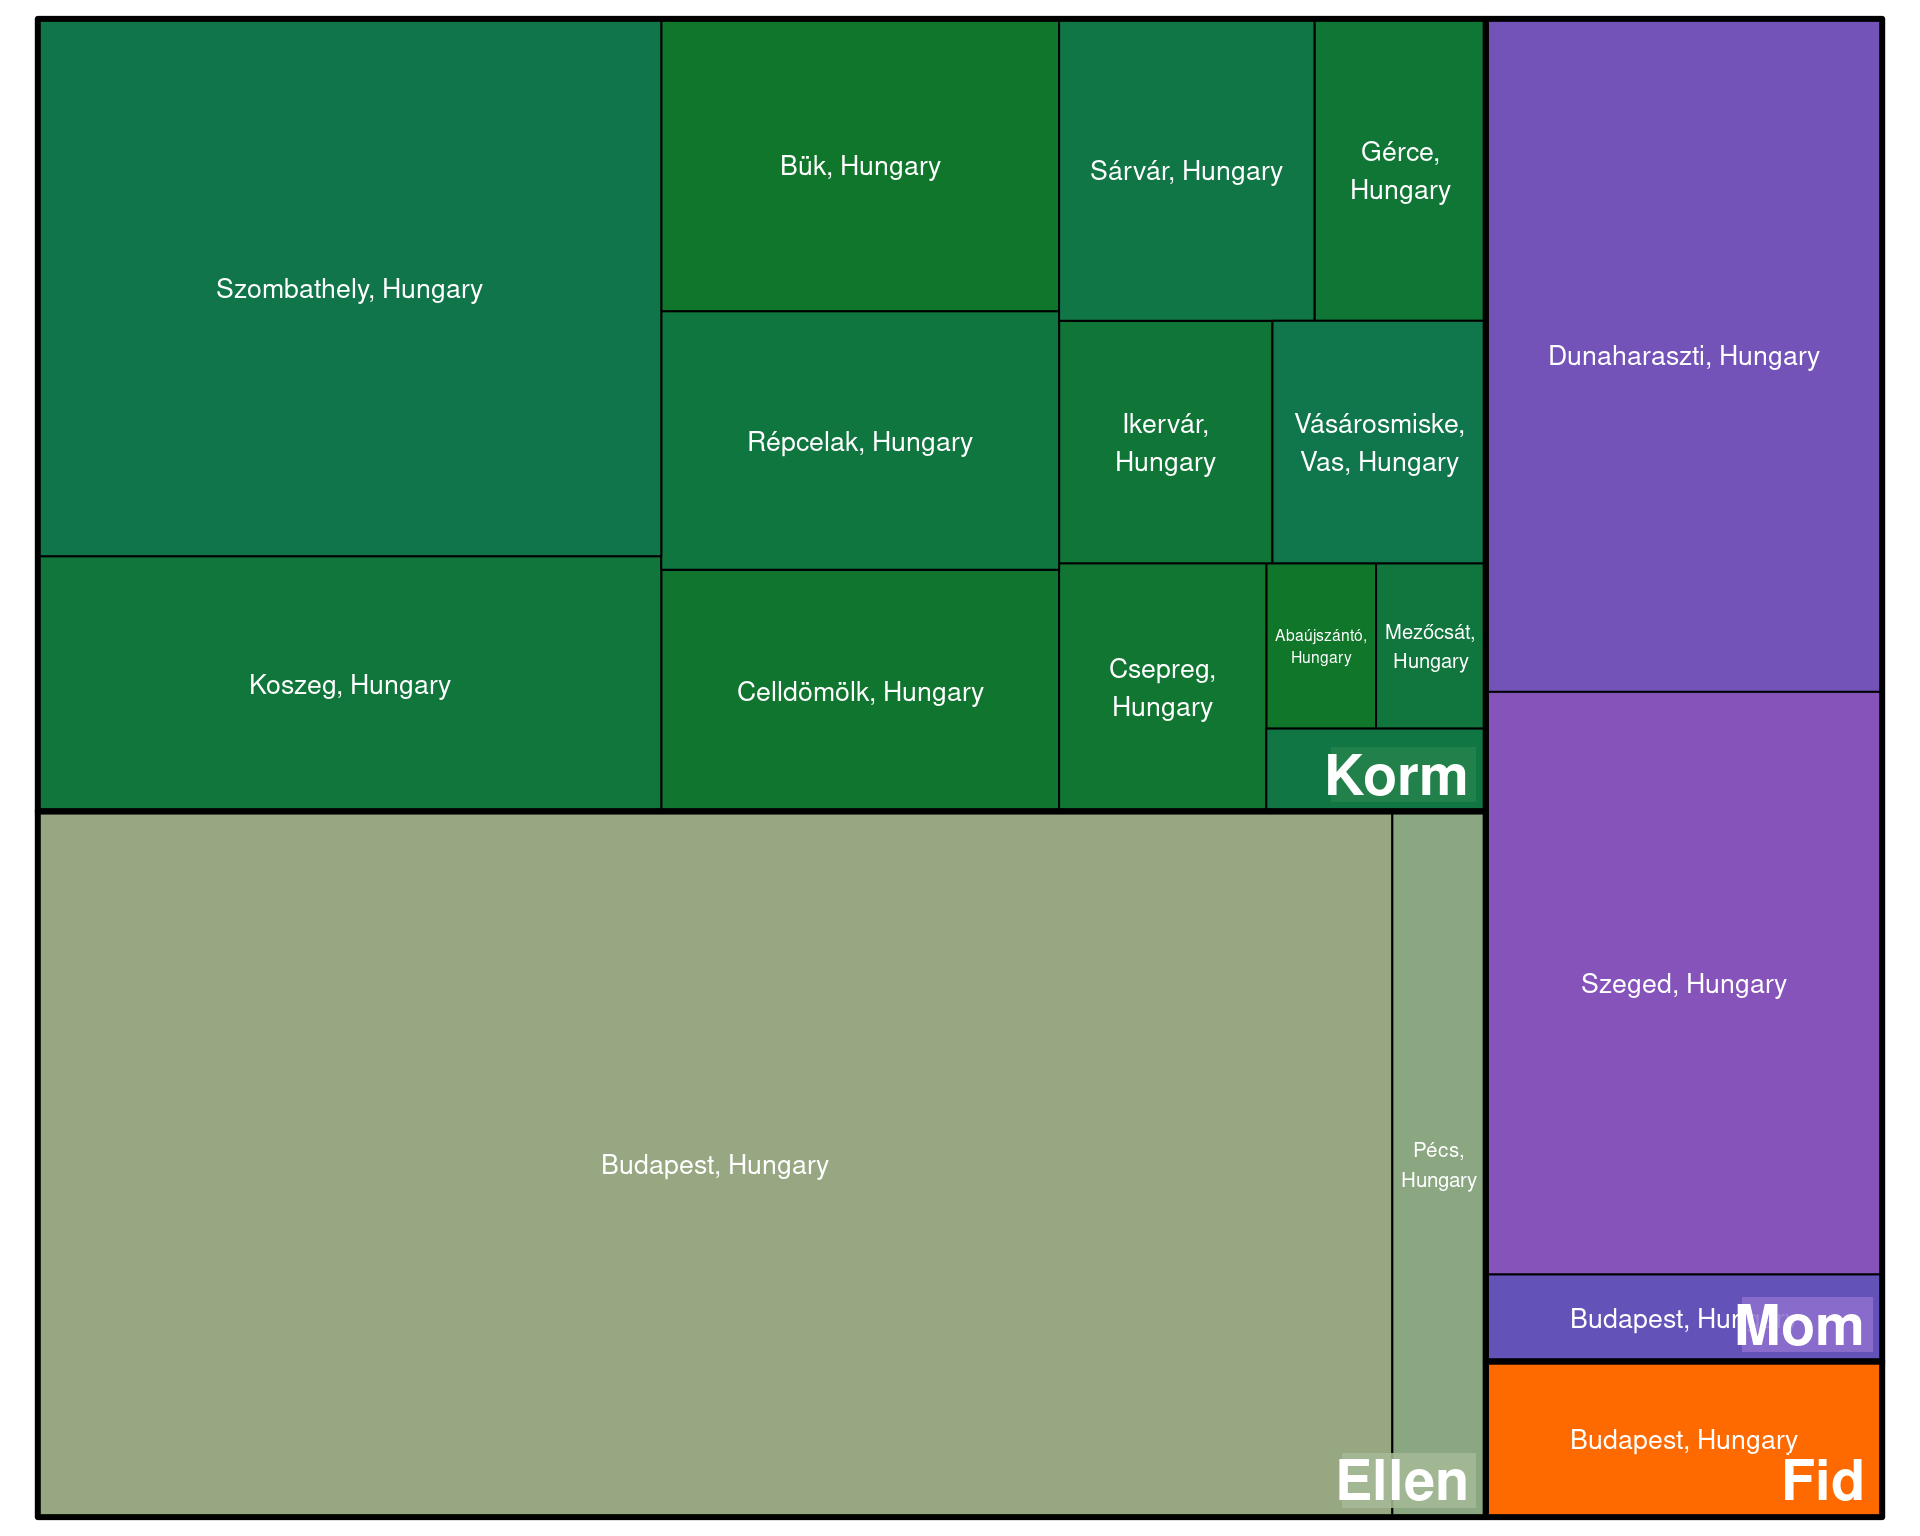 Szombathely, Hungary
Koszeg, Hungary
Bük, Hungary
Répcelak, Hungary
Celldömölk, Hungary
Sárvár, Hungary
Gérce,
Hungary
Ikervár,
Hungary
Vásárosmiske,
Vas, Hungary
Csepreg,
Hungary
Abaújszántó,
Hungary
Mezőcsát,
Hungary
Korm
Budapest, Hungary
Pécs,
Hungary
Ellen
Dunaharaszti, Hungary
Szeged, Hungary
Budapest,
Mom
Budapest, Hungary
Fid